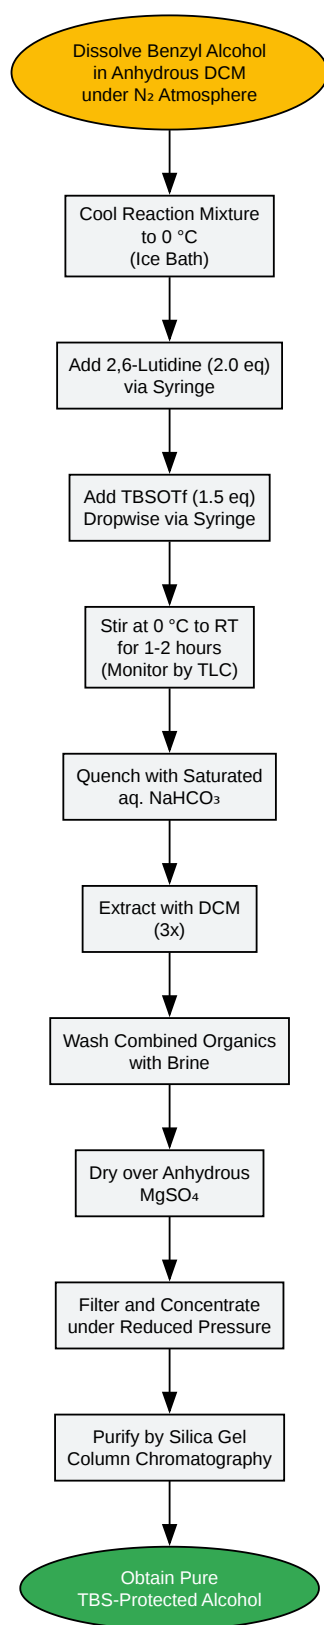 Dissolve Benzyl Alcohol
in Anhydrous DCM
under N₂ Atmosphere
Cool Reaction Mixture
to 0 °C
(Ice Bath)
Add 2,6-Lutidine (2.0 eq)
via Syringe
Add TBSOTf (1.5 eq)
Dropwise via Syringe
Stir at 0 °C to RT
for 1-2 hours
(Monitor by TLC)
Quench with Saturated
aq. NaHCO₃
Extract with DCM
(3x)
Wash Combined Organics
with Brine
Dry over Anhydrous
MgSO₄
Filter and Concentrate
under Reduced Pressure
Purify by Silica Gel
Column Chromatography
Obtain Pure
TBS-Protected Alcohol